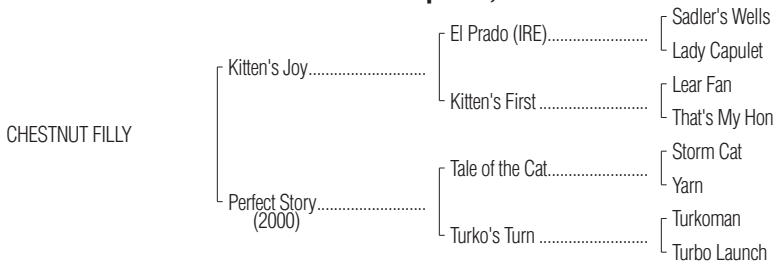 Sadler's Wells
El Prado (IRE)..............................
Lady Capulet
Kitten's Joy...................................
Lear Fan
Kitten's First ................................
That's My Hon
CHESTNUT FILLY
Storm Cat
Tale of the Cat..............................
Yarn
Perfect Story................................
(2000)
Turkoman
Turko's Turn ................................
Turbo Launch